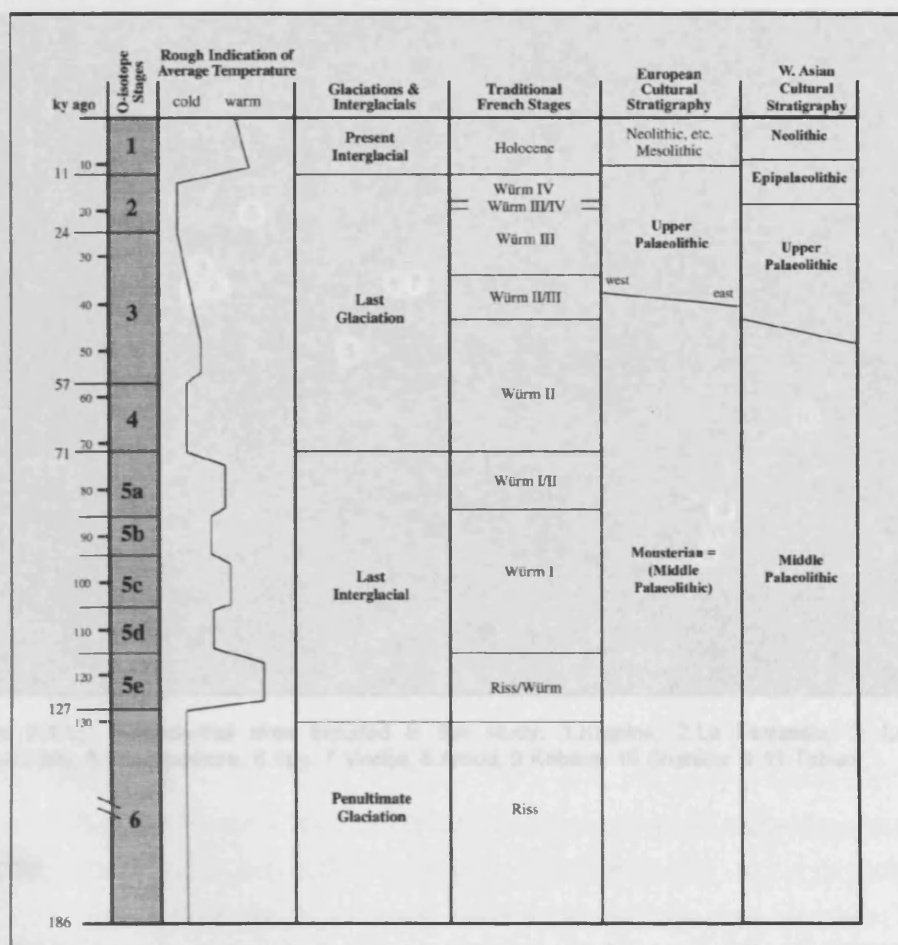 Rough Indication of
Average Temperature
O-isotope
Stages
ky ago
cold warm
Glaciations &
Interglacials
Traditional
French Stages
European
Cultural
Stratigraphy
W. Asian
Cultural
Stratigraphy
1
Present
Interglacial
Holocene
Neolithic, etc.
Mesolithic
Neolithic
10
11
Epipalaeolithic
2
Würm IV
Würm III/IV
20
24
Würm III
Upper
Palaeolithic
Upper
Palaeolithic
30
3
Last
Glaciation
Würm II/III
west
east
40
50
57
60
4
Würm II
70
71
5a
Würm I/II
80
5b
90
5c
100
Last
Interglacial
Würm I
Mousterian =
(Middle
Palaeolithic)
Middle
Palaeolithic
5d
110
5e
120
Riss/Würm
127
130
6
Penultimate
Glaciation
Riss
186